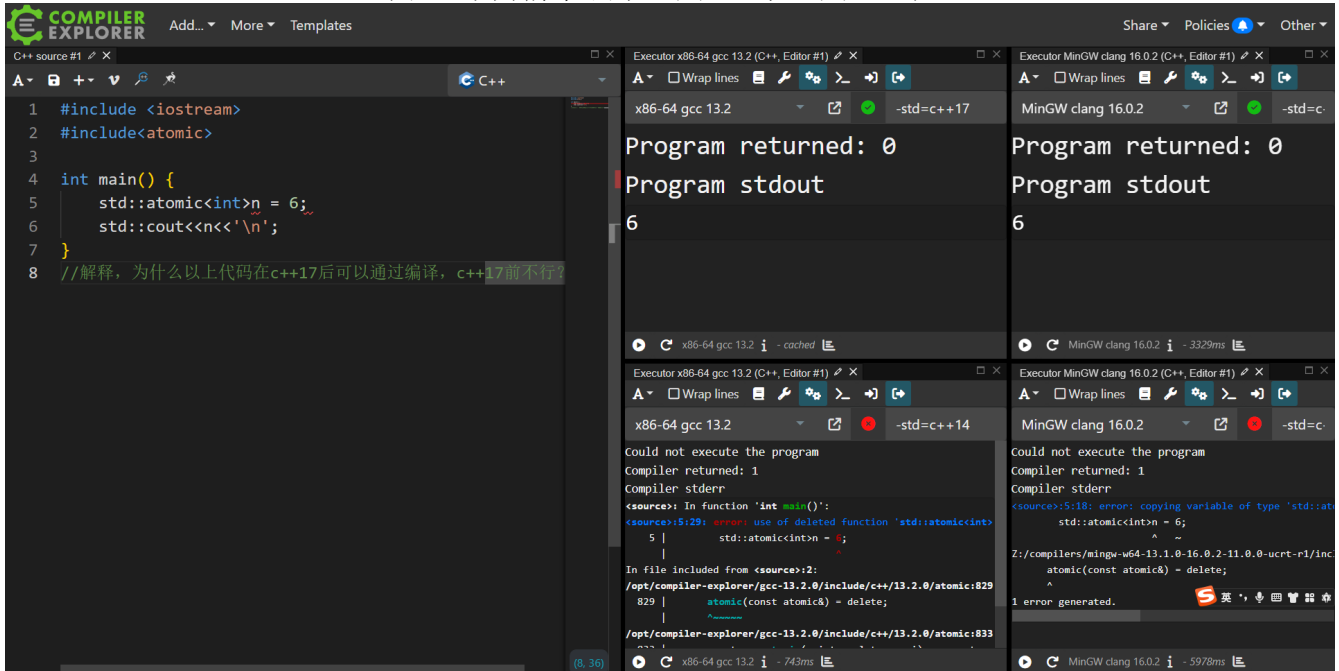 COMPILER
EXPLORER
Add...
More
Templates
Share
Policies
Other
C++ source #1
A
C++
1 #include <iostream>
2 #include<atomic>
3
4 int main() {
5     std::atomic<int>n = 6;
6     std::cout<<n<<'\n';
7 }
8 //解释，为什么以上代码在c++17后可以通过编译，c++17前不行?
(8, 36)
Executor x86-64 gcc 13.2 (C++, Editor #1)
A Wrap lines
x86-64 gcc 13.2 -std=c++17
Program returned: 0
Program stdout
6
x86-64 gcc 13.2 i - cached
Executor MinGW clang 16.0.2 (C++, Editor #1)
A Wrap lines
MinGW clang 16.0.2 -std=c-
Program returned: 0
Program stdout
6
MinGW clang 16.0.2 i - 3329ms
Executor x86-64 gcc 13.2 (C++, Editor #1)
A Wrap lines
x86-64 gcc 13.2 -std=c++14
Could not execute the program
Compiler returned: 1
Compiler stderr
<source>: In function 'int main()':
<source>:5:29: error: use of deleted function 'std::atomic<int>
5 |         std::atomic<int>n = 6;
|                             ^
In file included from <source>:2:
/opt/compiler-explorer/gcc-13.2.0/include/c++/13.2.0/atomic:829
829 |       atomic(const atomic&) = delete;
|       ^~~~~~
/opt/compiler-explorer/gcc-13.2.0/include/c++/13.2.0/atomic:833
x86-64 gcc 13.2 i - 743ms
Executor MinGW clang 16.0.2 (C++, Editor #1)
A Wrap lines
MinGW clang 16.0.2 -std=c-
Could not execute the program
Compiler returned: 1
Compiler stderr
<source>:5:18: error: copying variable of type 'std::ato
std::atomic<int>n = 6;
^   ~
Z:/compilers/mingw-w64-13.1.0-16.0.2-11.0.0-ucrt-r1/incl
atomic(const atomic&) = delete;
^
1 error generated.
英
MinGW clang 16.0.2 i - 5978ms